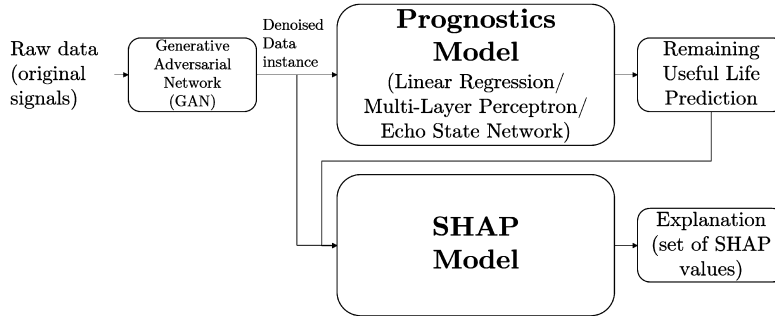 Raw data
(original
signals)
Generative
Adversarial
Network
(GAN)
Denoised
Data
instance
Prognostics
Model
(Linear Regression/
Multi-Layer Perceptron/
Echo State Network)
Remaining
Useful Life
Prediction
SHAP
Model
Explanation
(set of SHAP
values)